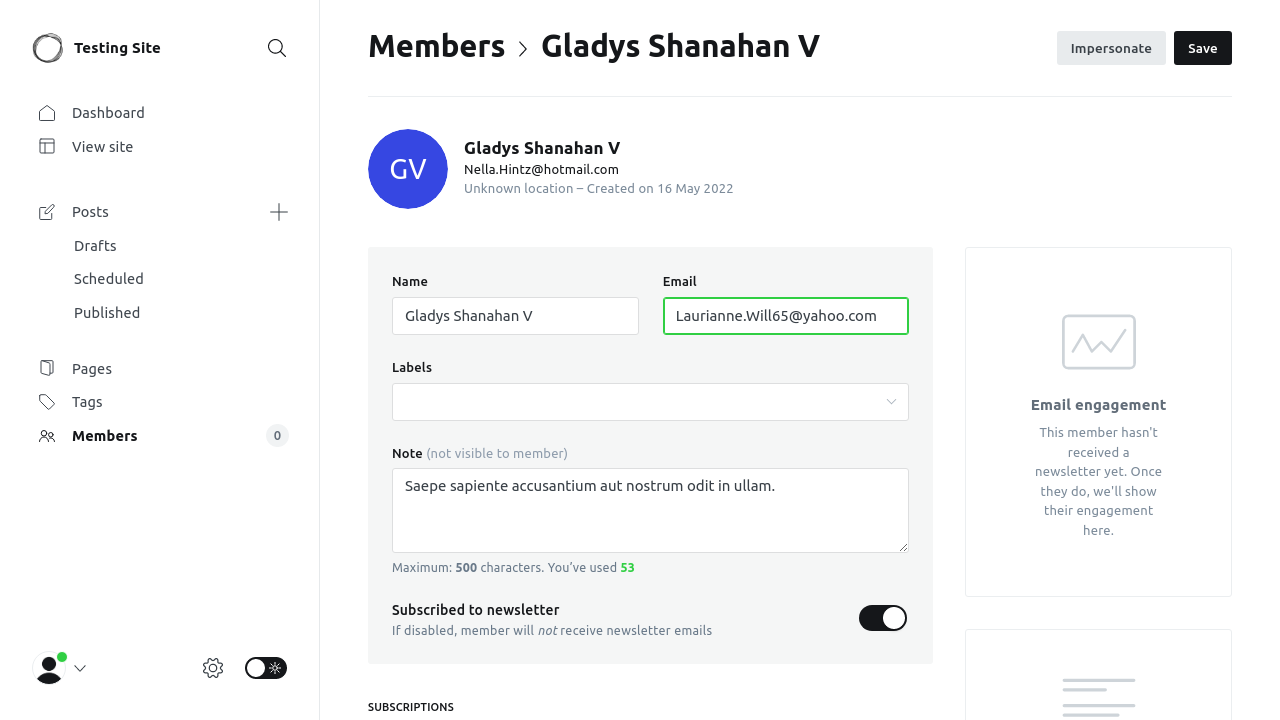 Testing Site
Dashboard
View site
Posts
Drafts
Scheduled
Published
Pages
Tags
Members
0
Members > Gladys Shanahan V
Impersonate
Save
GV
Gladys Shanahan V
Nella.Hintz@hotmail.com
Unknown location – Created on 16 May 2022
Name
Gladys Shanahan V
Email
Laurianne.Will65@yahoo.com
Labels
Note (not visible to member)
Saepe sapiente accusantium aut nostrum odit in ullam.
Maximum: 500 characters. You’ve used 53
Subscribed to newsletter
If disabled, member will not receive newsletter emails
SUBSCRIPTIONS
Email engagement
This member hasn't
received a
newsletter yet. Once
they do, we'll show
their engagement
here.